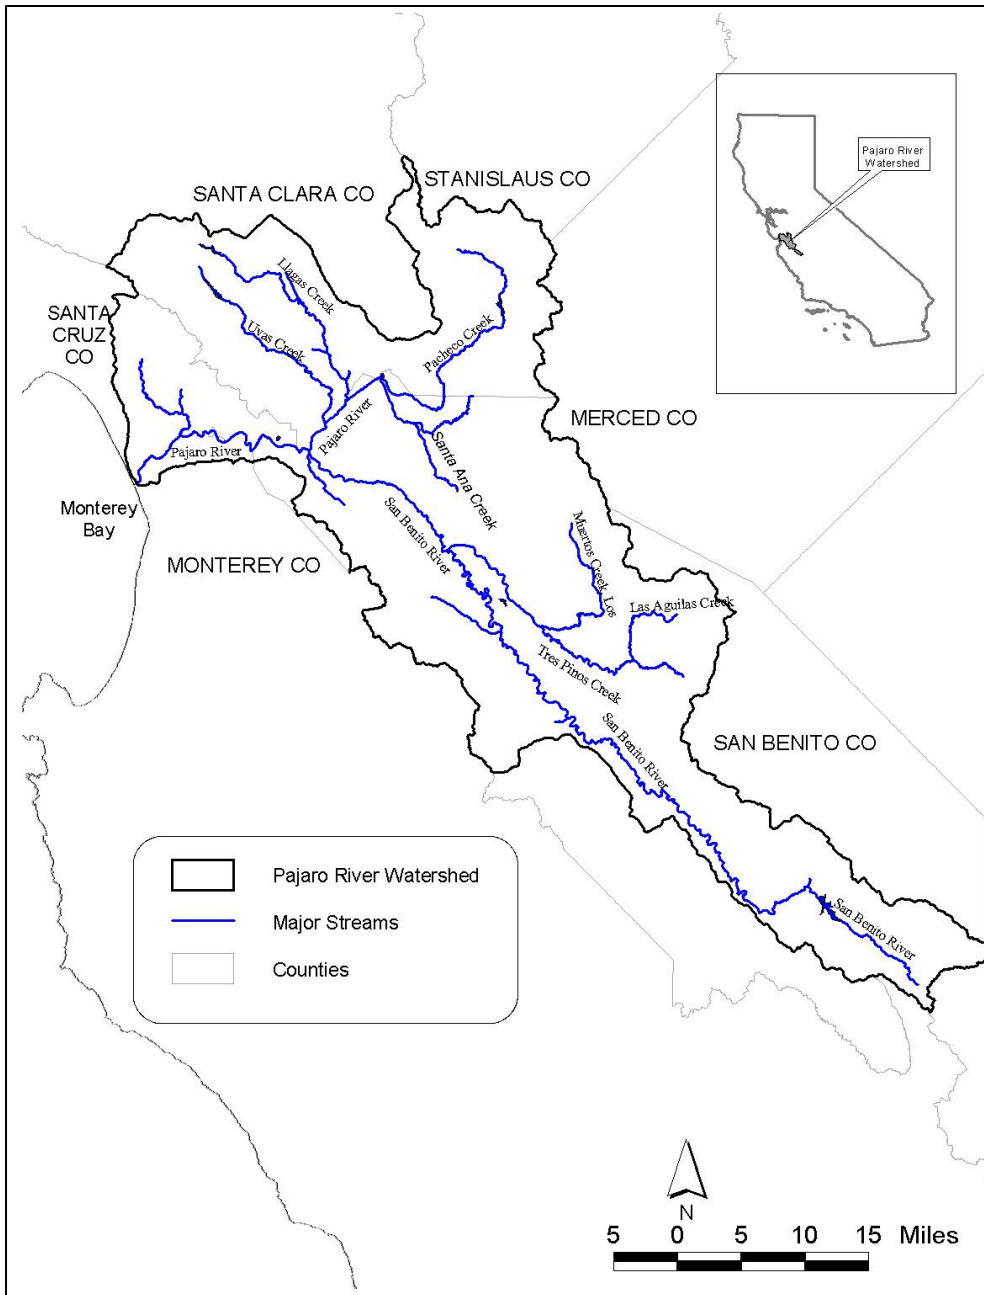 Pajaro River
Watershed
STANISLAUS CO
SANTA CLARA CO
Llagas Creek
SANTA
CRUZ
CO
Uvas Creek
Pacheco Creek
MERCED CO
Pajaro River
Pajaro River
Santa Ana Creek
Monterey
Bay
San Benito River
MONTEREY CO
Muertos Creek Los
Las Aguilas Creek
Tres Pinos Creek
San Benito River
SAN BENITO CO
San Benito River
Pajaro River Watershed
Major Streams
Counties
N
5 0 5 10 15 Miles